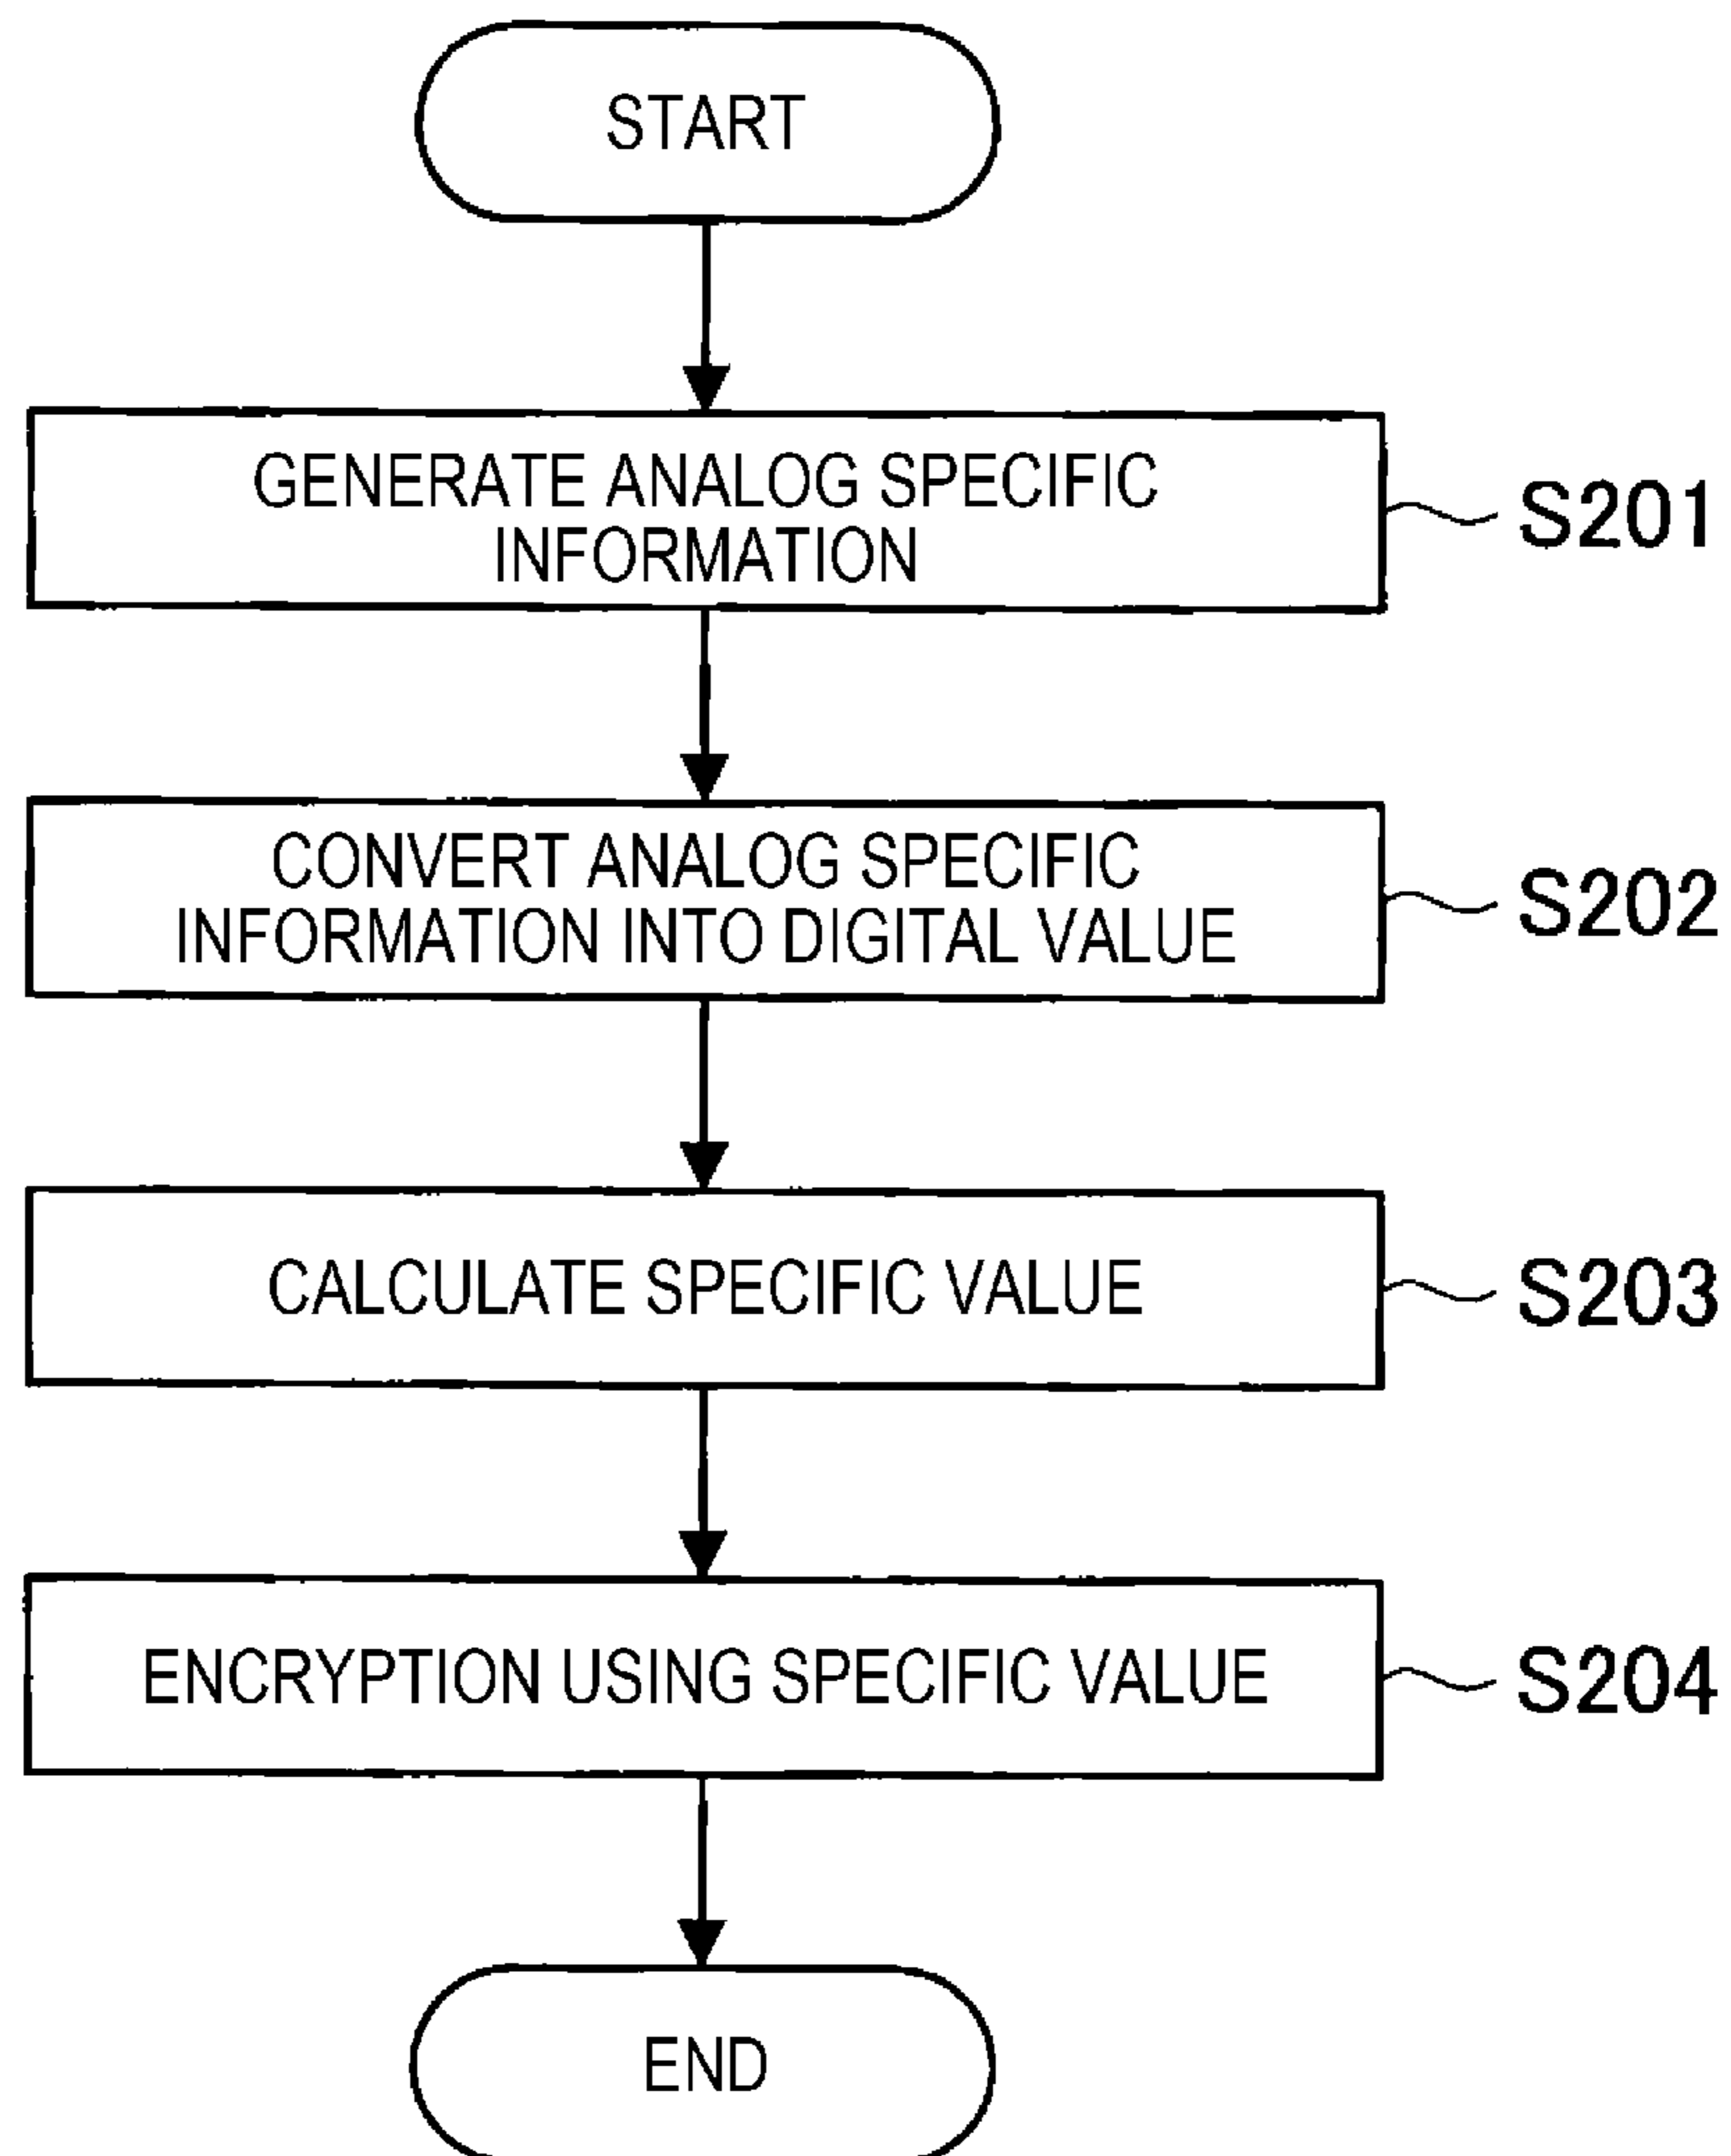 START
GENERATE ANALOG SPECIFIC
INFORMATION
S201
CONVERT ANALOG SPECIFIC
INFORMATION INTO DIGITAL VALUE
S202
CALCULATE SPECIFIC VALUE
S203
ENCRYPTION USING SPECIFIC VALUE
S204
END